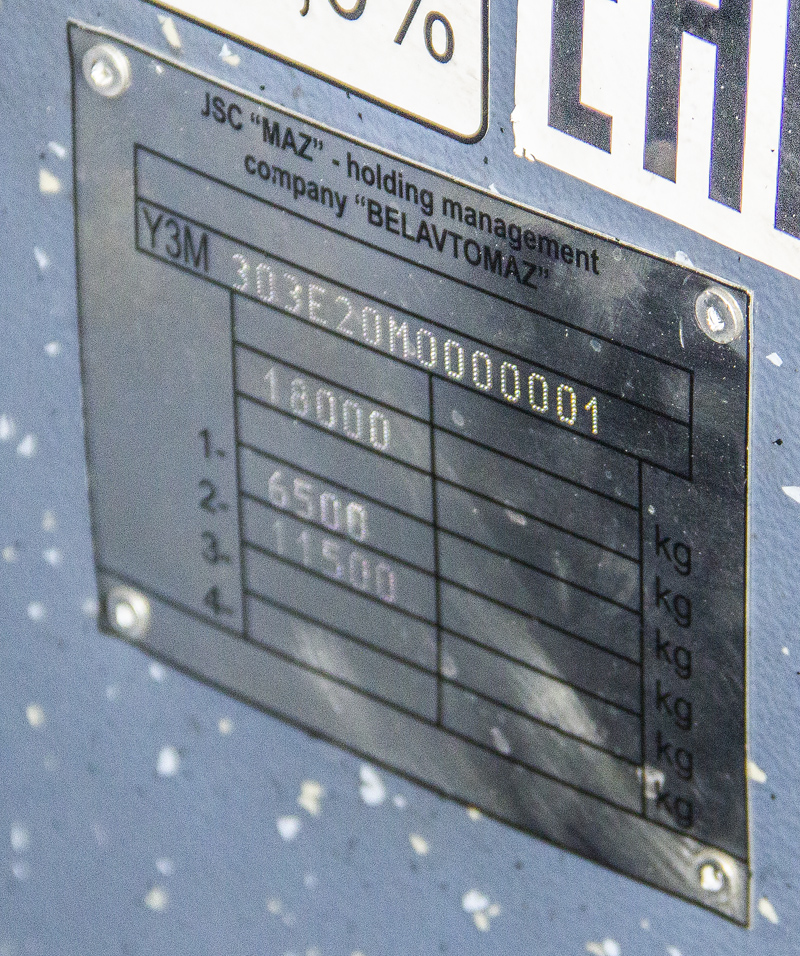 %
JSC “MAZ” - holding management
company “BELAVTOMAZ”
Y3M 303E20M0000001
18000 kg
kg
1- 6500 kg
2- 11500 kg
3- kg
4- kg